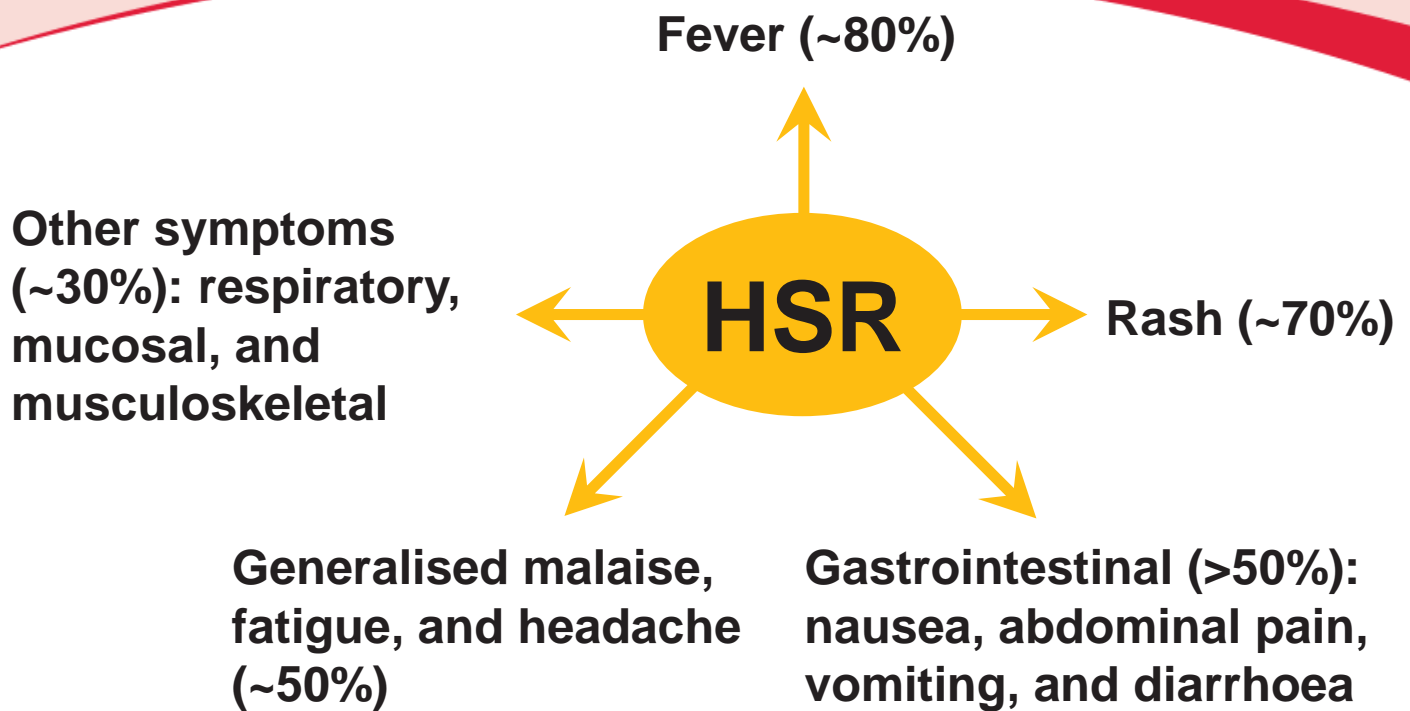 Fever (~80%)
Other symptoms
(~30%): respiratory,
mucosal, and
musculoskeletal
HSR
Rash (~70%)
Generalised malaise,
fatigue, and headache
(~50%)
Gastrointestinal (>50%):
nausea, abdominal pain,
vomiting, and diarrhoea